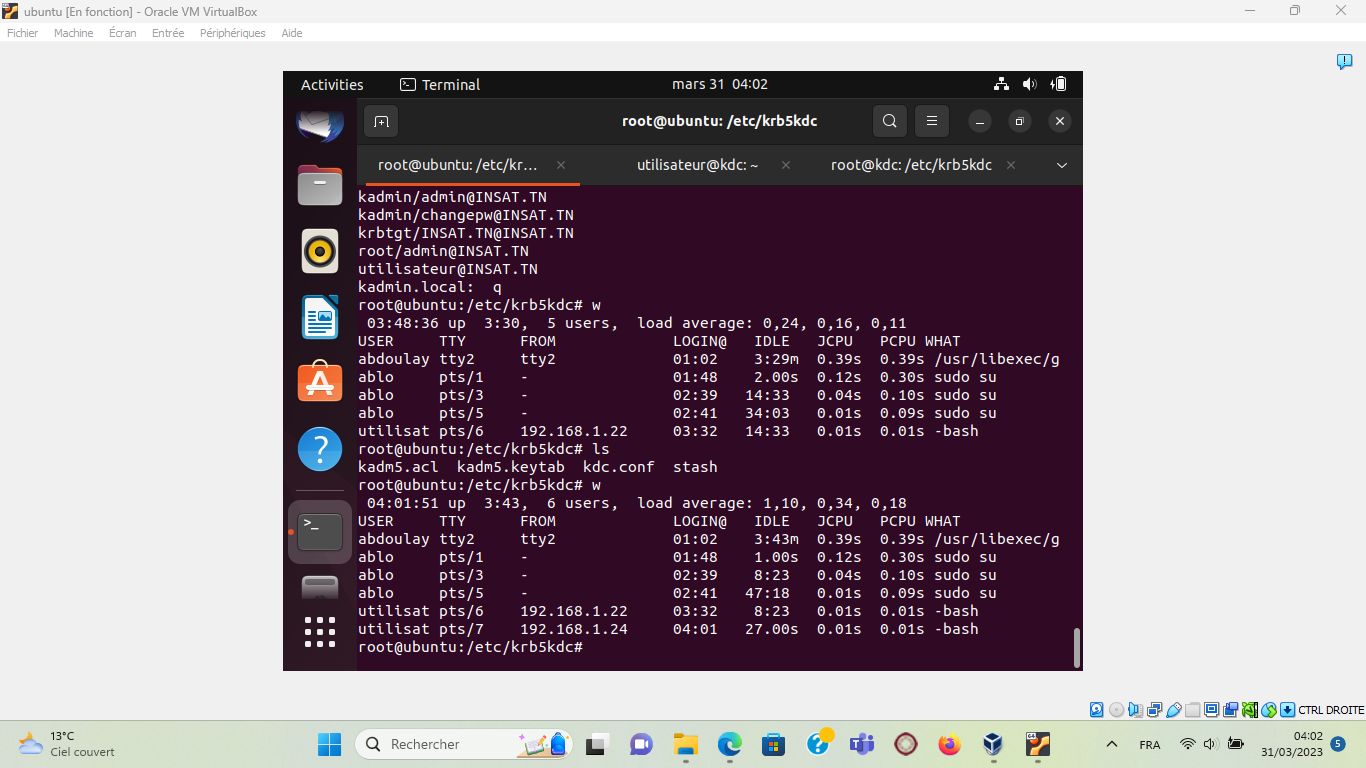 ubuntu [En fonction] - Oracle VM VirtualBox
Fichier Machine Écran Entrée Périphériques Aide
Activities Terminal mars 31 04:02
root@ubuntu: /etc/krb5kdc
root@ubuntu: /etc/kr... × utilisateur@kdc: ~ × root@kdc: /etc/krb5kdc ×
kadmin/admin@INSAT.TN
kadmin/changepw@INSAT.TN
krbtgt/INSAT.TN@INSAT.TN
root/admin@INSAT.TN
utilisateur@INSAT.TN
kadmin.local:  q
root@ubuntu:/etc/krb5kdc# w
 03:48:36 up  3:30,  5 users,  load average: 0,24, 0,16, 0,11
USER     TTY      FROM             LOGIN@   IDLE   JCPU   PCPU WHAT
abdoulay tty2     tty2             01:02    3:29m  0.39s  0.39s /usr/libexec/g
ablo     pts/1    -                01:48    2.00s  0.12s  0.30s sudo su
ablo     pts/3    -                02:39   14:33   0.04s  0.10s sudo su
ablo     pts/5    -                02:41   34:03   0.01s  0.09s sudo su
utilisat pts/6    192.168.1.22     03:32   14:33   0.01s  0.01s -bash
root@ubuntu:/etc/krb5kdc# ls
kadm5.acl  kadm5.keytab  kdc.conf  stash
root@ubuntu:/etc/krb5kdc# w
 04:01:51 up  3:43,  6 users,  load average: 1,10, 0,34, 0,18
USER     TTY      FROM             LOGIN@   IDLE   JCPU   PCPU WHAT
abdoulay tty2     tty2             01:02    3:43m  0.39s  0.39s /usr/libexec/g
ablo     pts/1    -                01:48    1.00s  0.12s  0.30s sudo su
ablo     pts/3    -                02:39    8:23   0.04s  0.10s sudo su
ablo     pts/5    -                02:41   47:18   0.01s  0.09s sudo su
utilisat pts/6    192.168.1.22     03:32    8:23   0.01s  0.01s -bash
utilisat pts/7    192.168.1.24     04:01   27.00s  0.01s  0.01s -bash
root@ubuntu:/etc/krb5kdc#
CTRL DROITE
13°C
Ciel couvert
Rechercher
FRA
04:02
31/03/2023
5